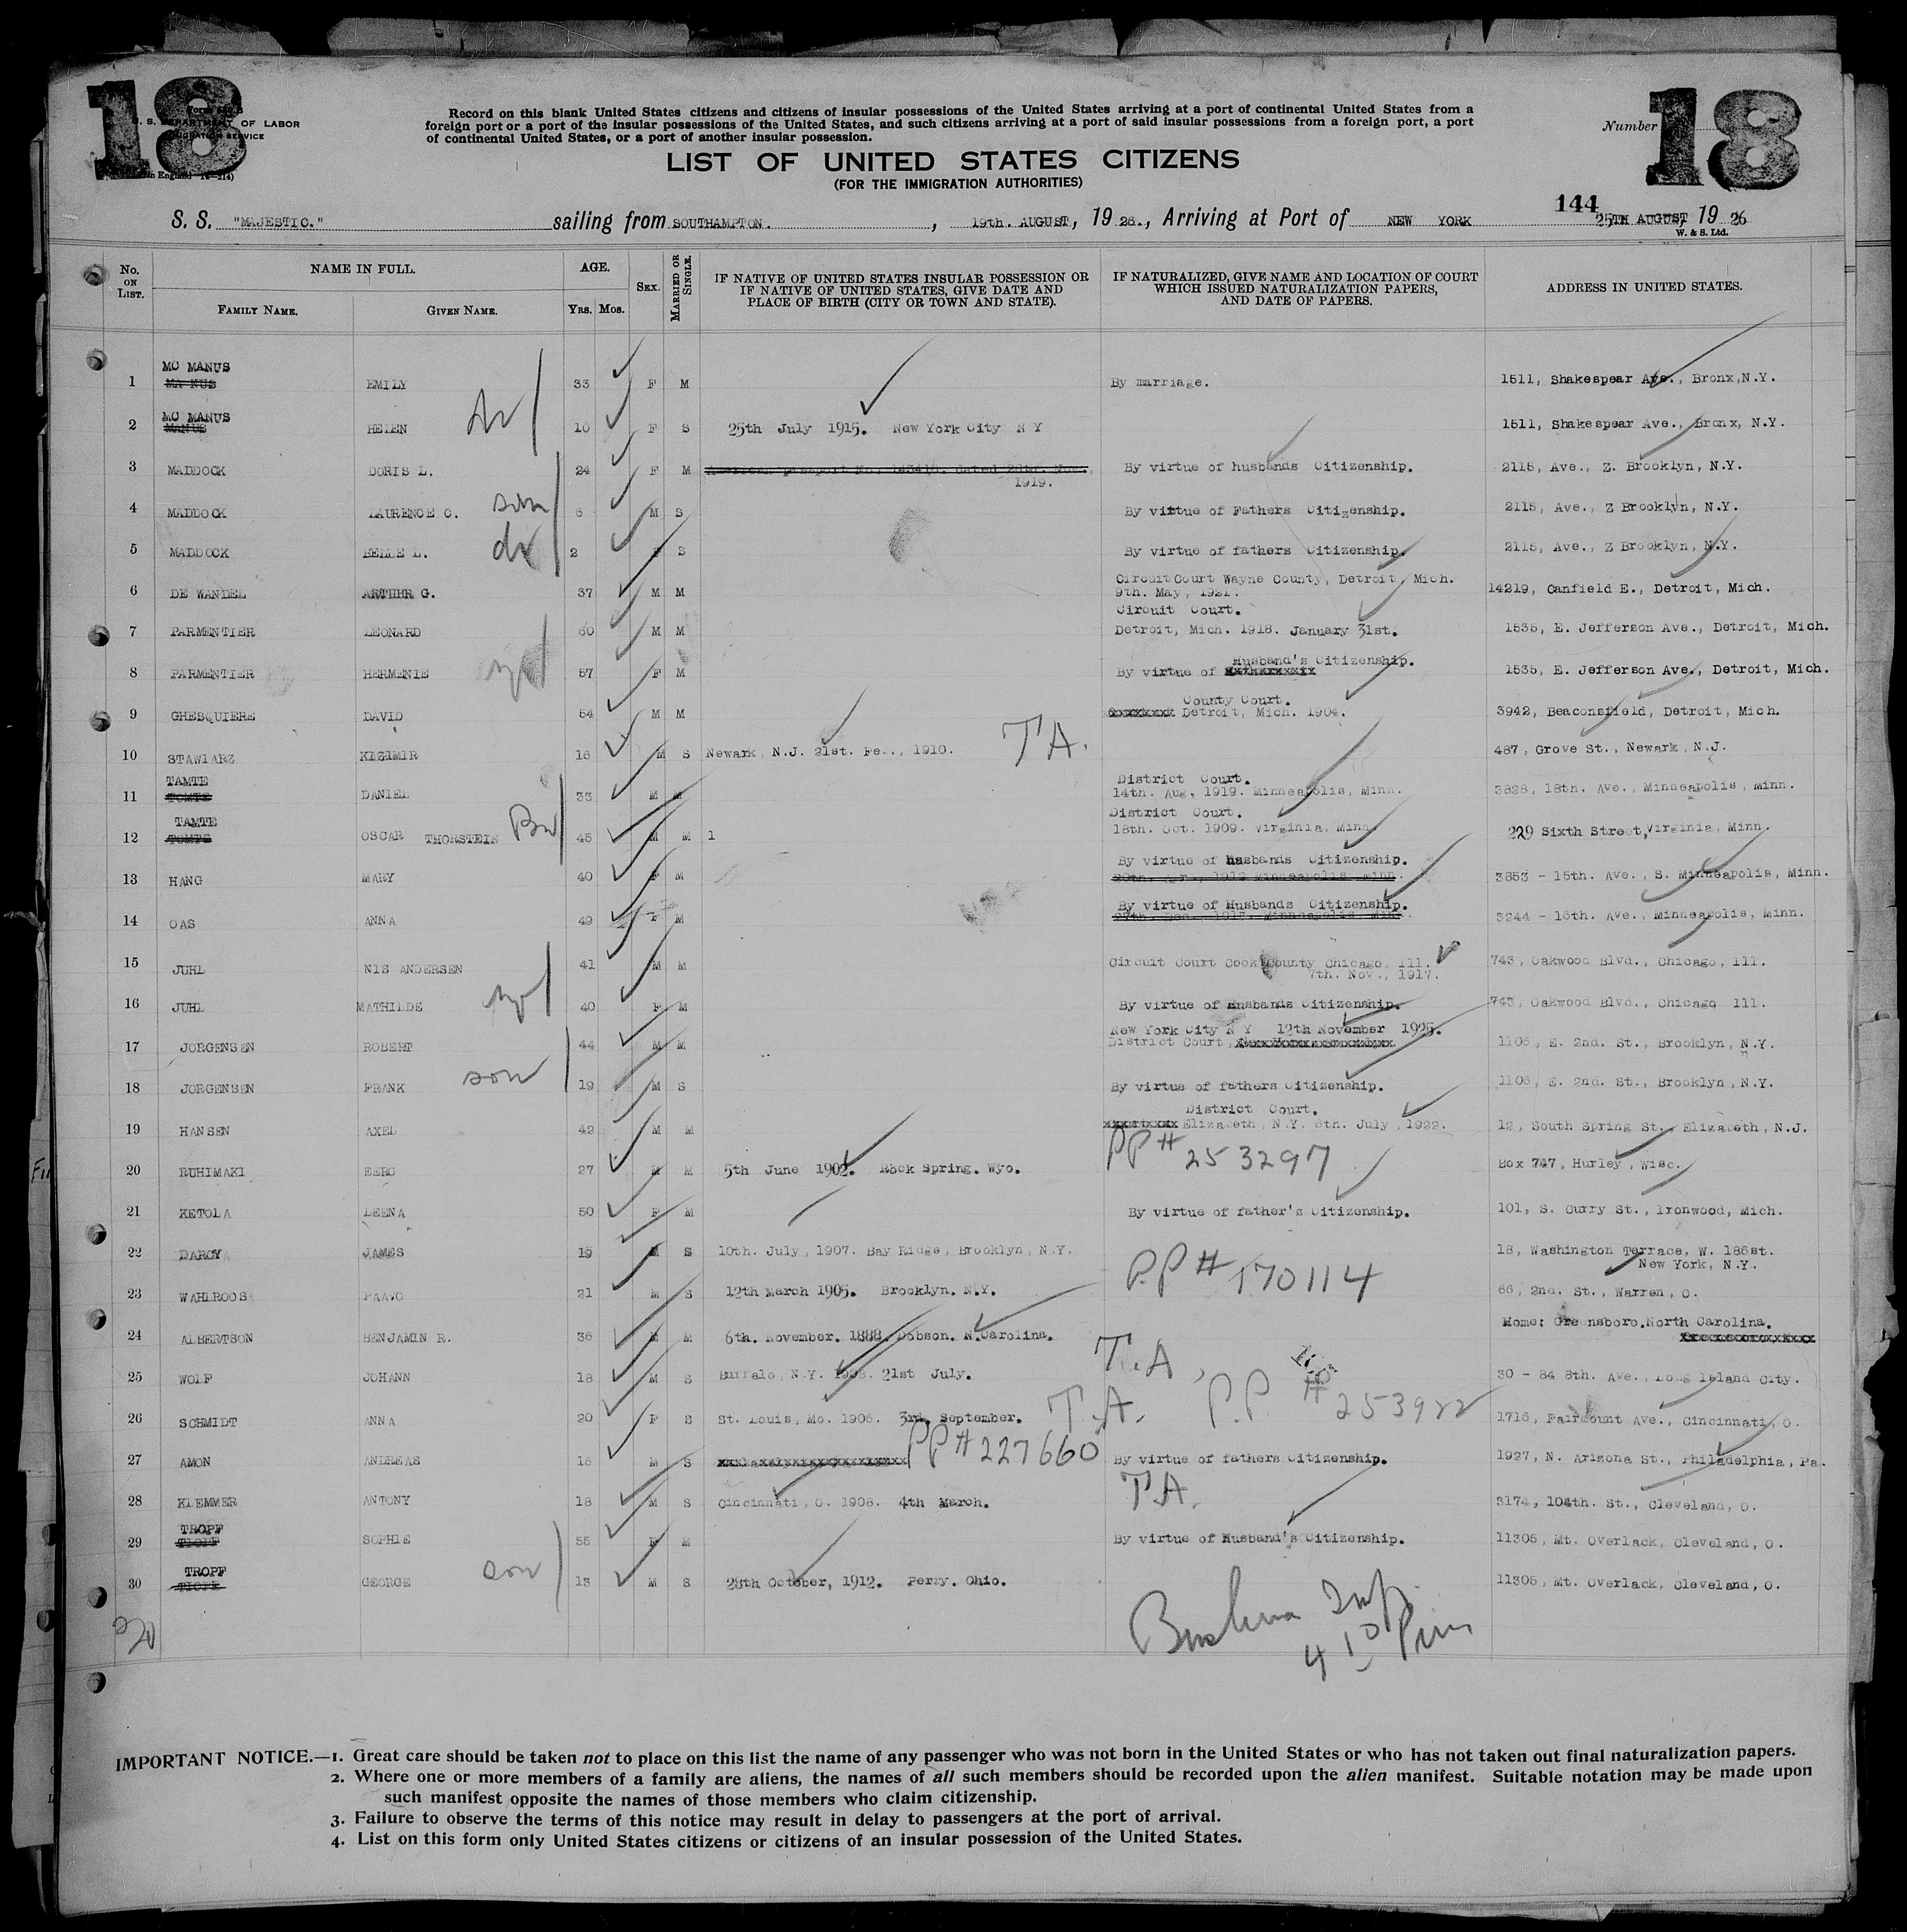 18
18
U. S. DEPARTMENT OF LABOR
IMMIGRATION SERVICE
Record on this blank United States citizens and citizens of insular possessions of the United States arriving at a port of continental United States from a
foreign port or a port of the insular possessions of the United States, and such citizens arriving at a port of said insular possessions from a foreign port, a port
of continental United States, or a port of another insular possession.
Number
LIST OF UNITED STATES CITIZENS
(FOR THE IMMIGRATION AUTHORITIES)
144
S. S. "MAJESTIC." sailing from SOUTHAMPTON. , 19th. AUGUST, 19 26., Arriving at Port of NEW YORK 25TH AUGUST, 19 26
W. & S. Ltd.
No. ON LIST. NAME IN FULL. AGE. SEX. MARRIED OR SINGLE. IF NATIVE OF UNITED STATES INSULAR POSSESSION OR IF NATIVE OF UNITED STATES, GIVE DATE AND PLACE OF BIRTH (CITY OR TOWN AND STATE). IF NATURALIZED, GIVE NAME AND LOCATION OF COURT WHICH ISSUED NATURALIZATION PAPERS, AND DATE OF PAPERS. ADDRESS IN UNITED STATES.
FAMILY NAME. GIVEN NAME. YRS. MOS.
MC MANUS
1 EMILY 33 F M By marriage. 1511, Shakespear Ave., Bronx, N.Y.
MC MANUS
2 MANUS HELEN 10 F S 25th July 1915. New York City N Y 1511, Shakespear Ave., Bronx, N.Y.
3 MADDOCK DORIS L. 24 F M By virtue of husbands Citizenship. 2115, Ave., Z. Brooklyn, N.Y.
1919.
4 MADDOCK LAURENCE C. son 6 M S By virtue of Fathers Citizenship. 2115, Ave., Z Brooklyn, N.Y.
5 MADDOCK BELLE L. 2 F S By virtue of fathers Citizenship. 2115, Ave., Z Brooklyn, N.Y.
Circuit Court Wayne County, Detroit, Mich.
6 DE WANDEL ARTHUR G. 37 M M 9th. May, 1921. 14219, Canfield E., Detroit, Mich.
Circuit Court.
7 PARMENTIER LEONARD 60 M M Detroit, Mich. 1918. January 31st. 1535, E. Jefferson Ave., Detroit, Mich.
Husband's Citizenship.
8 PARMENTIER HERMENIE 57 F M By virtue of 1535, E. Jefferson Ave., Detroit, Mich.
County Court.
9 GHESQUIERE DAVID 54 M M Detroit, Mich. 1904. 3942, Beaconsfield, Detroit, Mich.
10 STAWIARZ KIZIMIR 16 M S Newark, N.J. 21st. Feb., 1910. T A. 487, Grove St., Newark, N.J.
TAMTE District Court.
11 TOMTE DANIEL 33 M M 14th. Aug, 1919. Minneapolis, Minn. 3828, 18th. Ave., Minneapolis, Minn.
TAMTE District Court.
12 TOMTE OSCAR THORSTEIN 45 M M 1 18th. Oct. 1909. Virginia, Minn. 229 Sixth Street, Virginia, Minn.
By virtue of husbands Citizenship.
13 HANG MARY 40 F M 3853 - 15th. Ave., S. Minneapolis, Minn.
By virtue of Husbands Citizenship.
14 OAS ANNA 49 F M 3244 - 16th. Ave., Minneapolis, Minn.
15 JUHL NIS ANDERSEN 41 M M Circuit Court Cook County Chicago, Ill. 743, Oakwood Blvd., Chicago, Ill.
7th. Nov., 1917.
16 JUHL MATHILDE 40 F M By virtue of Husbands Citizenship. 743, Oakwood Blvd., Chicago Ill.
New York City N Y 12th November 1925.
17 JORGENSEN ROBERT 44 M M District Court, 1106, E. 2nd. St., Brooklyn, N.Y.
18 JORGENSEN FRANK son 19 M S By virtue of fathers Citizenship. 1106, E. 2nd. St., Brooklyn, N.Y.
District Court.
19 HANSEN AXEL 42 M M Elizabeth, N.Y. 6th. July, 1922. 12, South Spring St. Elizabeth, N.J.
20 RUHIMAKI EERO 27 M M 5th June 1902. Rock Spring. Wyo. PP# 253297 Box 747, Hurley, Wisc.
21 KETOLA LEENA 50 F M By virtue of father's Citizenship. 101, S. Curry St., Ironwood, Mich.
22 DARCY JAMES 19 M S 10th. July, 1907. Bay Ridge, Brooklyn, N.Y. 18, Washington Terrace, W. 186st.
New York, N.Y.
23 WAHLROOS PAAVO 21 M S 12th March 1905. Brooklyn. N.Y. P.P # 170114 66, 2nd. St., Warren, O.
24 ALBERTSON BENJAMIN R. 36 M M 6th. November. 1888. Dobson. N.Carolina. Home: Greensboro.North Carolina.
25 WOLF JOHANN 18 M S Buffalo, N.Y. 1908. 21st July. T.A, 30 - 84 8th. Ave., Long Island City.
26 SCHMIDT ANNA 20 F S St. Louis, Mo. 1906. 3rd. September. T.A. P.P. # 253922 1716, Fairmount Ave., Cincinnati, O.
27 AMON ANDREAS 16 M S PP# 227660 By virtue of fathers Citizenship. 1927, N. Arizona St., Philadelphia, Pa.
28 KLEMMER ANTONY 18 M S Cincinnati, O. 1908. 4th March. T.A. 3174, 104th. St., Cleveland, O.
TROPF
29 SOPHIE 55 F M By virtue of Husband's Citizenship. 11305, Mt. Overlack, Cleveland, O.
TROPF
30 GEORGE son 13 M S 28th October, 1912. Perry. Ohio. 11305, Mt. Overlack, Cleveland, O.
IMPORTANT NOTICE.—1. Great care should be taken not to place on this list the name of any passenger who was not born in the United States or who has not taken out final naturalization papers.
2. Where one or more members of a family are aliens, the names of all such members should be recorded upon the alien manifest. Suitable notation may be made upon
such manifest opposite the names of those members who claim citizenship.
3. Failure to observe the terms of this notice may result in delay to passengers at the port of arrival.
4. List on this form only United States citizens or citizens of an insular possession of the United States.